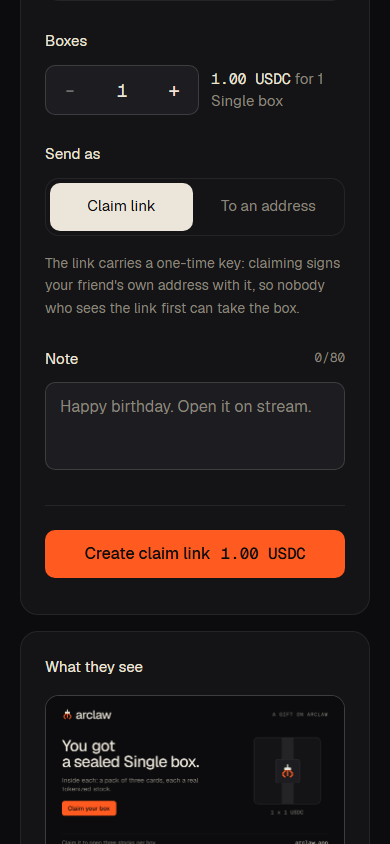 Boxes
− 1 + 1.00 USDC for 1
Single box
Send as
Claim link To an address
The link carries a one-time key: claiming signs
your friend's own address with it, so nobody
who sees the link first can take the box.
Note 0/80
Happy birthday. Open it on stream.
Create claim link 1.00 USDC
What they see
arclaw A GIFT ON ARCLAW
You got
a sealed Single box.
Inside each: a pack of three cards, each a real
tokenized stock.
Claim your box
1 x 1 USDC
arclaw.app